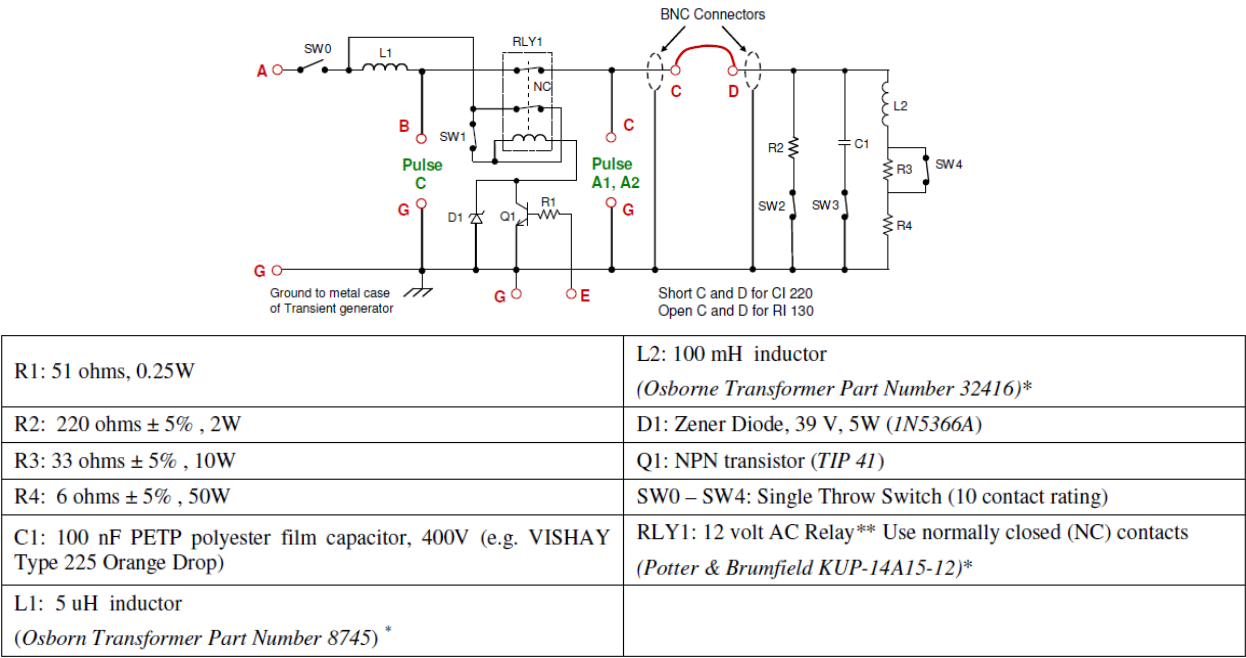 BNC Connectors
SW0
L1
RLY1
A
NC
C
D
L2
B
SW1
C
R2
C1
R3
SW4
Pulse
C
Pulse
A1, A2
G
D1
Q1
R1
G
SW2
SW3
R4
G
Ground to metal case
of Transient generator
G
E
Short C and D for CI 220
Open C and D for RI 130
R1: 51 ohms, 0.25W
L2: 100 mH inductor
(Osborne Transformer Part Number 32416)*
R2: 220 ohms ± 5% , 2W
D1: Zener Diode, 39 V, 5W (1N5366A)
R3: 33 ohms ± 5% , 10W
Q1: NPN transistor (TIP 41)
R4: 6 ohms ± 5% , 50W
SW0 – SW4: Single Throw Switch (10 contact rating)
C1: 100 nF PETP polyester film capacitor, 400V (e.g. VISHAY
Type 225 Orange Drop)
RLY1: 12 volt AC Relay** Use normally closed (NC) contacts
(Potter & Brumfield KUP-14A15-12)*
L1: 5 uH inductor
(Osborn Transformer Part Number 8745) *